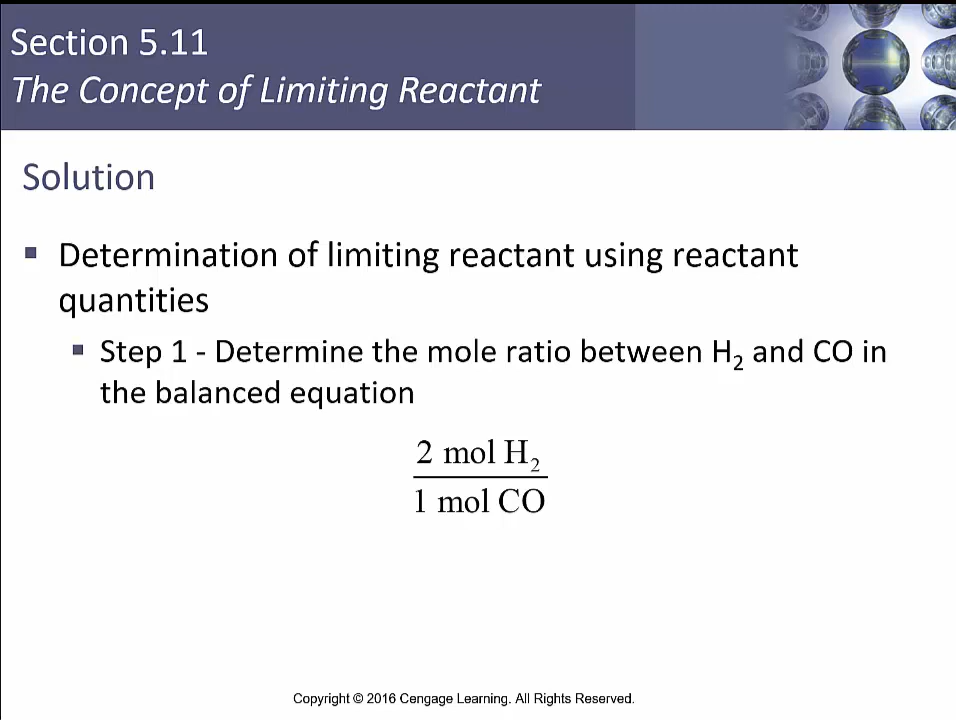 Section 5.11
The Concept of Limiting Reactant
Solution
▪ Determination of limiting reactant using reactant
quantities
▪ Step 1 - Determine the mole ratio between H₂ and CO in
the balanced equation
2 mol H₂
1 mol CO
Copyright © 2016 Cengage Learning. All Rights Reserved.